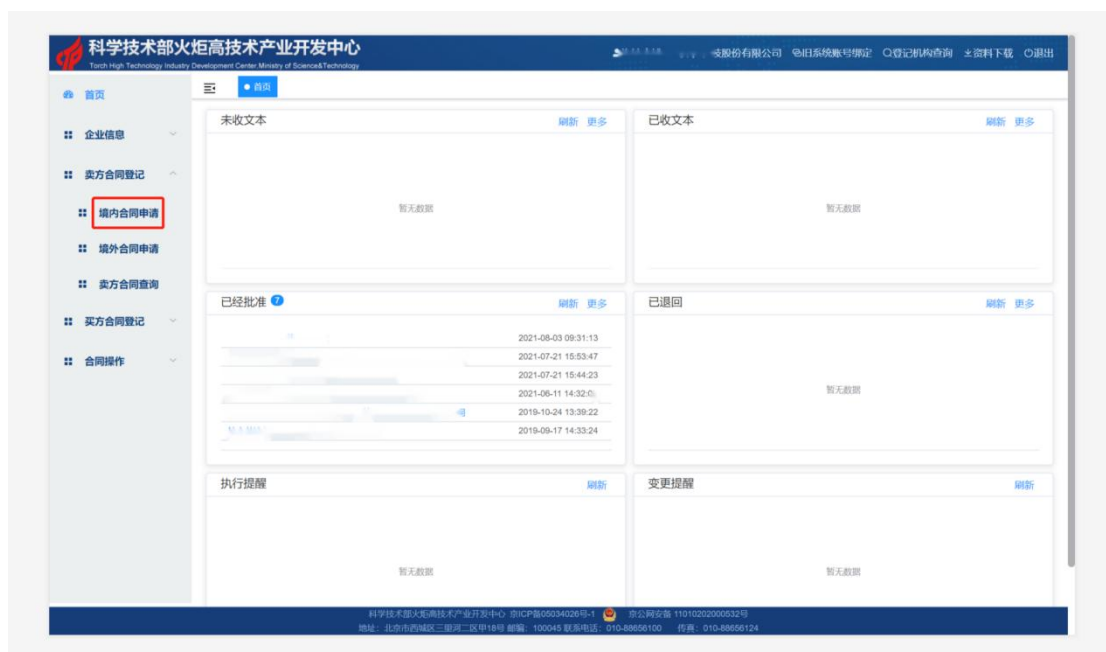 科学技术部火炬高技术产业开发中心
Torch High Technology Industry Development Center,Ministry of Science&Technology
股份有限公司 旧系统账号绑定 登记机构查询 资料下载 退出
首页
首页
企业信息
卖方合同登记
境内合同申请
境外合同申请
卖方合同查询
买方合同登记
合同操作
未收文本 刷新 更多
暂无数据
已收文本 刷新 更多
暂无数据
已经批准 7 刷新 更多
2021-08-03 09:31:13
2021-07-21 15:53:47
2021-07-21 15:44:23
2021-06-11 14:32:0
2019-10-24 13:39:22
2019-09-17 14:33:24
已退回 刷新 更多
暂无数据
执行提醒 刷新
暂无数据
变更提醒 刷新
暂无数据
科学技术部火炬高技术产业开发中心 京ICP备05034026号-1 京公网安备 11010202000532号
地址：北京市西城区三里河二区甲18号 邮编：100045 联系电话：010-88656100 传真：010-88656124